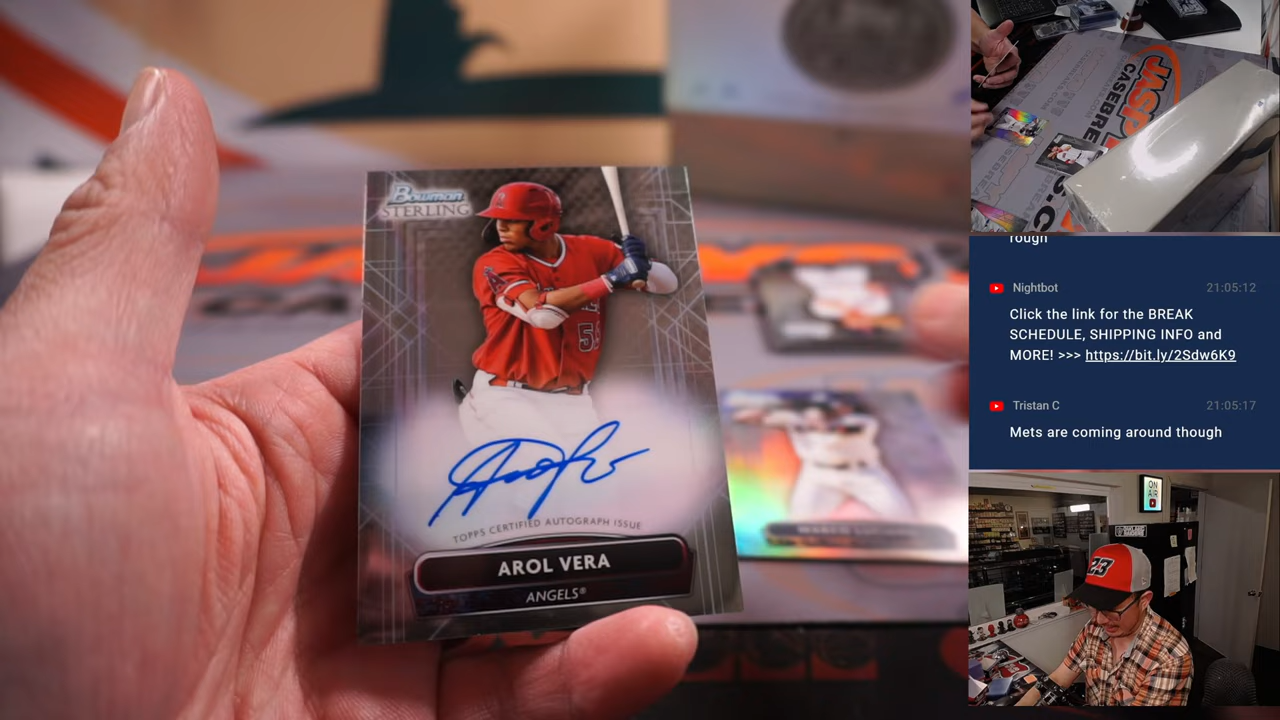 Bowman
STERLING
TOPPS CERTIFIED AUTOGRAPH ISSUE
AROL VERA
ANGELS®
CASEBRE
rough
Nightbot
21:05:12
Click the link for the BREAK
SCHEDULE, SHIPPING INFO and
MORE! >>> https://bit.ly/2Sdw6K9
Tristan C
21:05:17
Mets are coming around though
ON
AIR
23